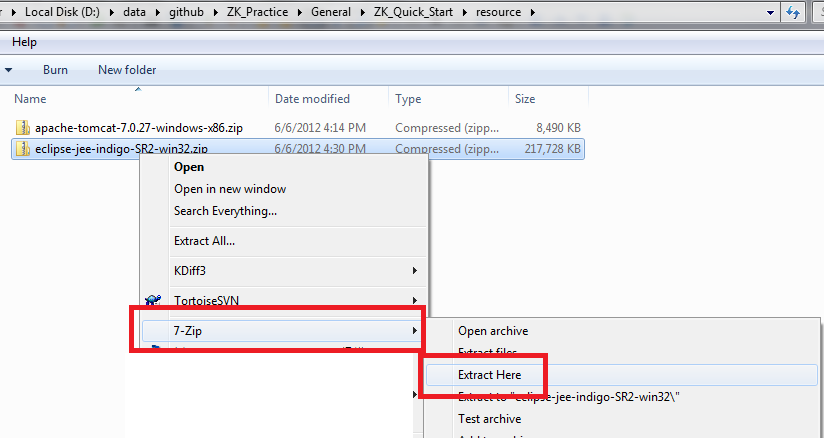 r ▸ Local Disk (D:) ▸ data ▸ github ▸ ZK_Practice ▸ General ▸ ZK_Quick_Start ▸ resource ▸
Help
Burn New folder
Name Date modified Type Size
apache-tomcat-7.0.27-windows-x86.zip 6/6/2012 4:14 PM Compressed (zipp... 8,490 KB
eclipse-jee-indigo-SR2-win32.zip 6/6/2012 4:30 PM Compressed (zipp... 217,728 KB
Open
Open in new window
Search Everything...
Extract All...
KDiff3
TortoiseSVN
7-Zip
Open archive
Extract files...
Extract Here
Extract to "eclipse-jee-indigo-SR2-win32\"
Test archive